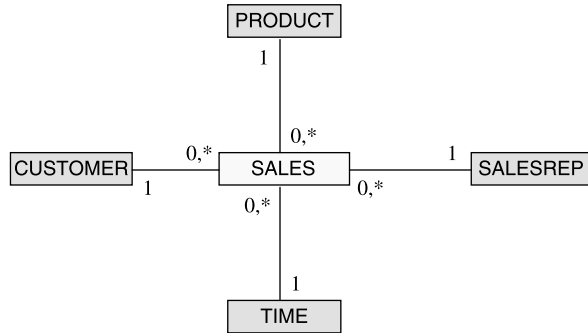 PRODUCT
1
0,*
0,*
1
CUSTOMER
SALES
SALESREP
1
0,*
0,*
1
TIME